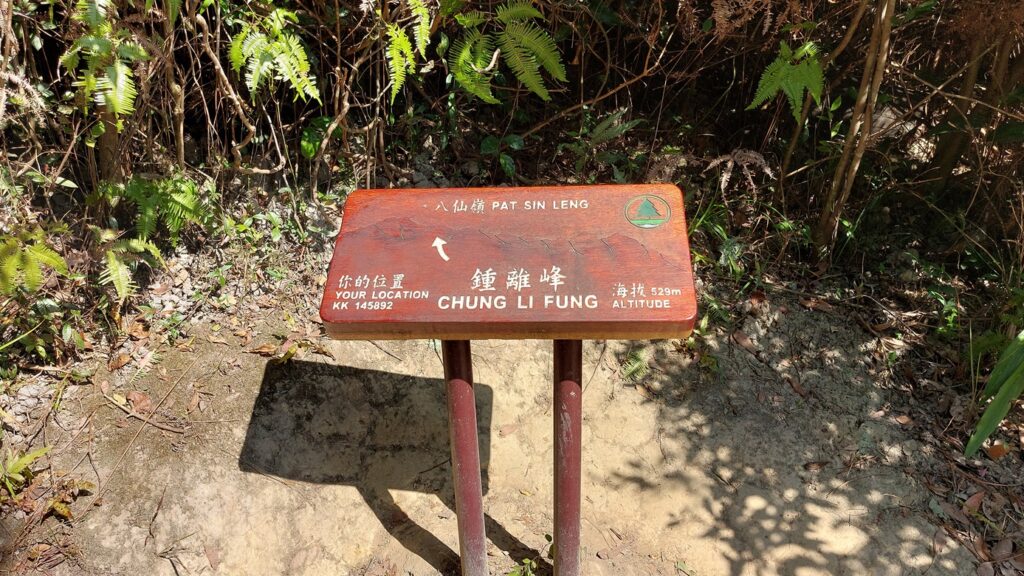 八仙嶺 PAT SIN LENG
鍾離峰
CHUNG LI FUNG
你的位置
YOUR LOCATION
KK 145892
海拔 529m
ALTITUDE